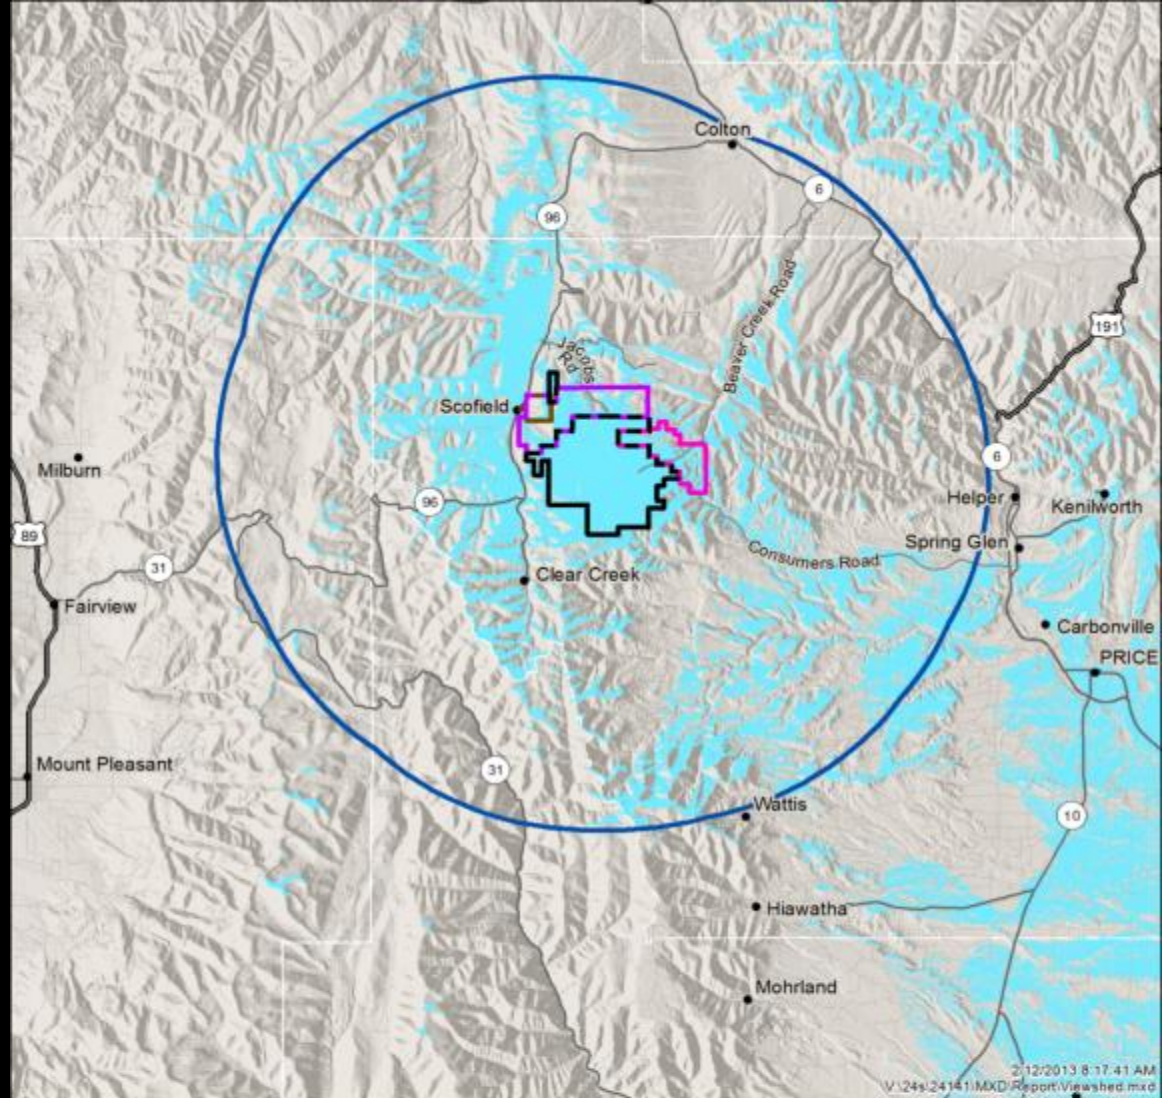 Colton
6
96
Beaver Creek Road
191
Jacobs
Rd
Scofield
6
Milburn
96
Helper
Kenilworth
89
Spring Glen
Consumers Road
31
Clear Creek
Fairview
Carbonville
PRICE
Mount Pleasant
31
Wattis
10
Hiawatha
Mohrland
2/12/2013 8:17:41 AM
V:\24s\24141\MXD\Report\Viewshed.mxd